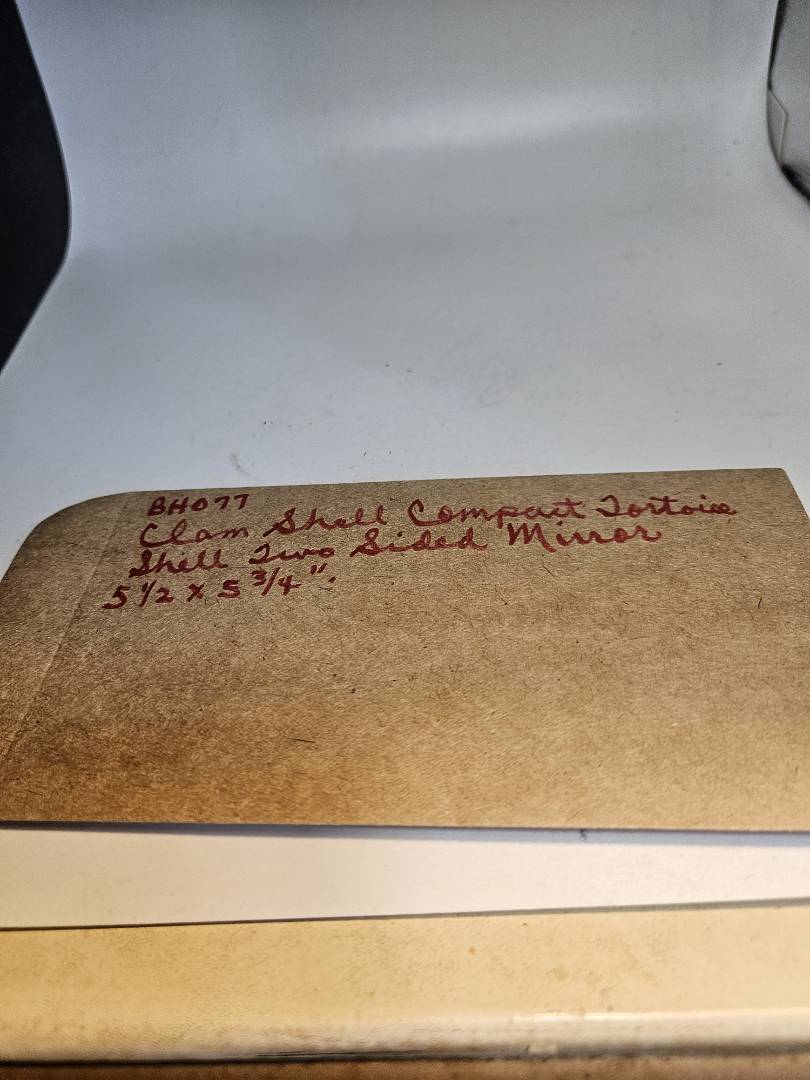 BH077
Clam Shell Compact Tortoise
Shell Two Sided Mirror
5 1/2 x 5 3/4".